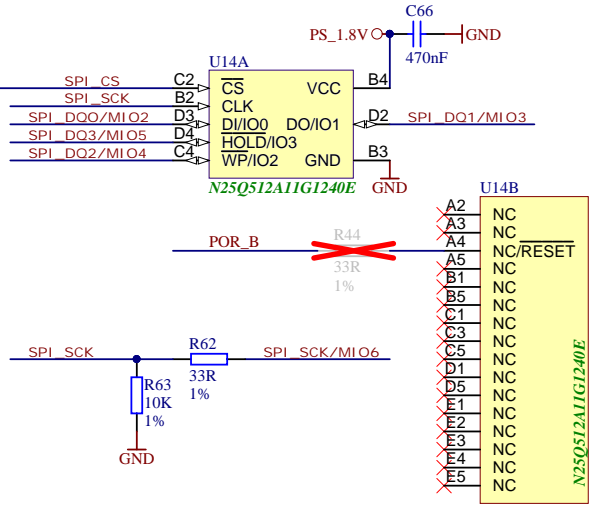 C66
PS_1.8V
GND
470nF
U14A
SPI_CS C2 CS VCC B4
SPI_SCK B2 CLK
SPI_DQ0/MIO2 D3 DI/IO0 DO/IO1 D2 SPI_DQ1/MIO3
SPI_DQ3/MIO5 D4 HOLD/IO3
SPI_DQ2/MIO4 C4 WP/IO2 GND B3
N25Q512A11G1240E
GND
U14B
A2 NC
A3 NC
POR_B R44 A4 NC/RESET
33R
1%
A5 NC
B1 NC
B5 NC
C1 NC
C3 NC
C5 NC
D1 NC
D5 NC
E1 NC
E2 NC
E3 NC
E4 NC
E5 NC
N25Q512A11G1240E
SPI_SCK
R62
33R
1%
SPI_SCK/MIO6
R63
10K
1%
GND